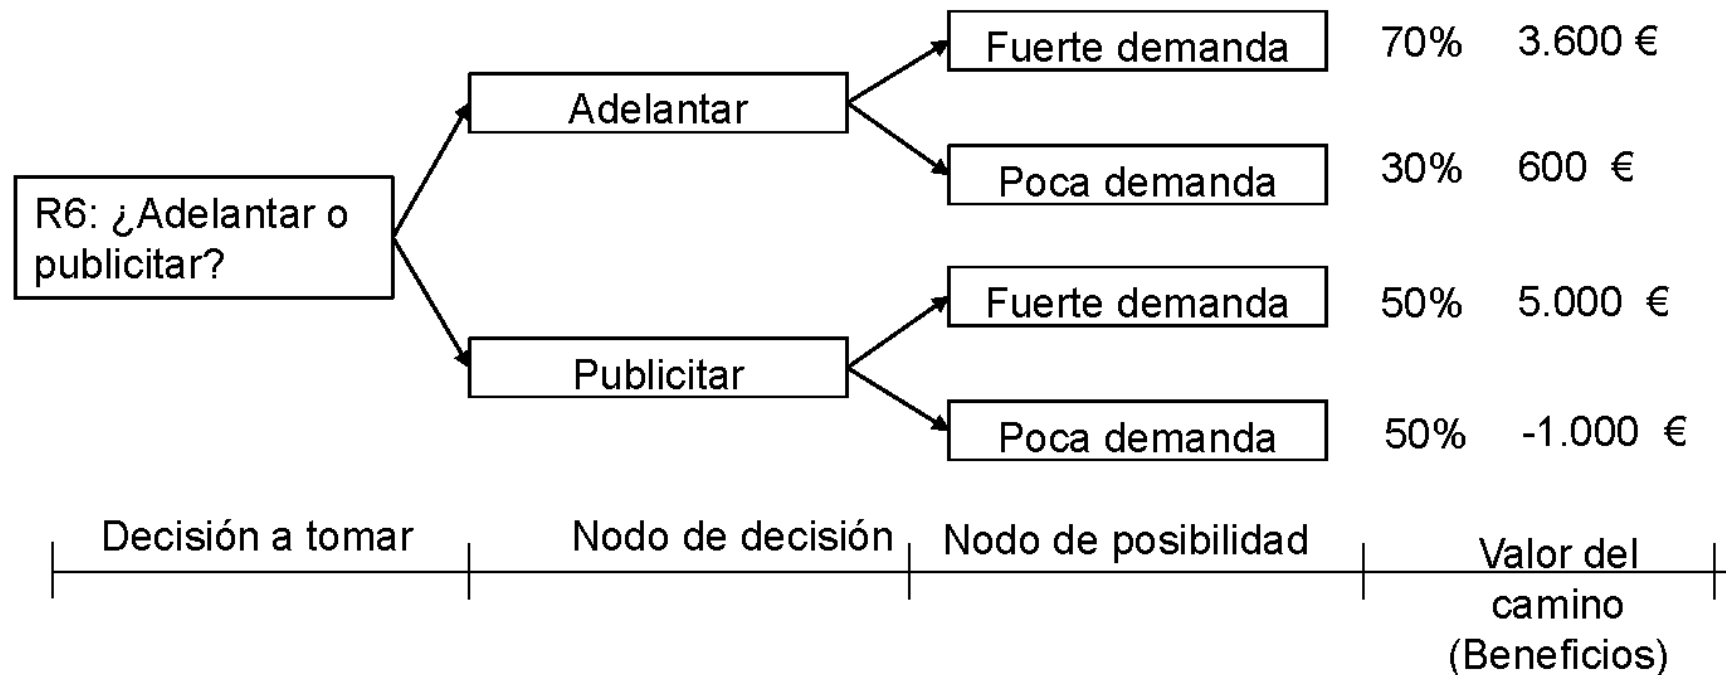 Fuerte demanda 70% 3.600 €
Adelantar
Poca demanda 30% 600 €
R6: ¿Adelantar o
publicitar?
Fuerte demanda 50% 5.000 €
Publicitar
Poca demanda 50% -1.000 €
Decisión a tomar Nodo de decisión Nodo de posibilidad Valor del
camino
(Beneficios)